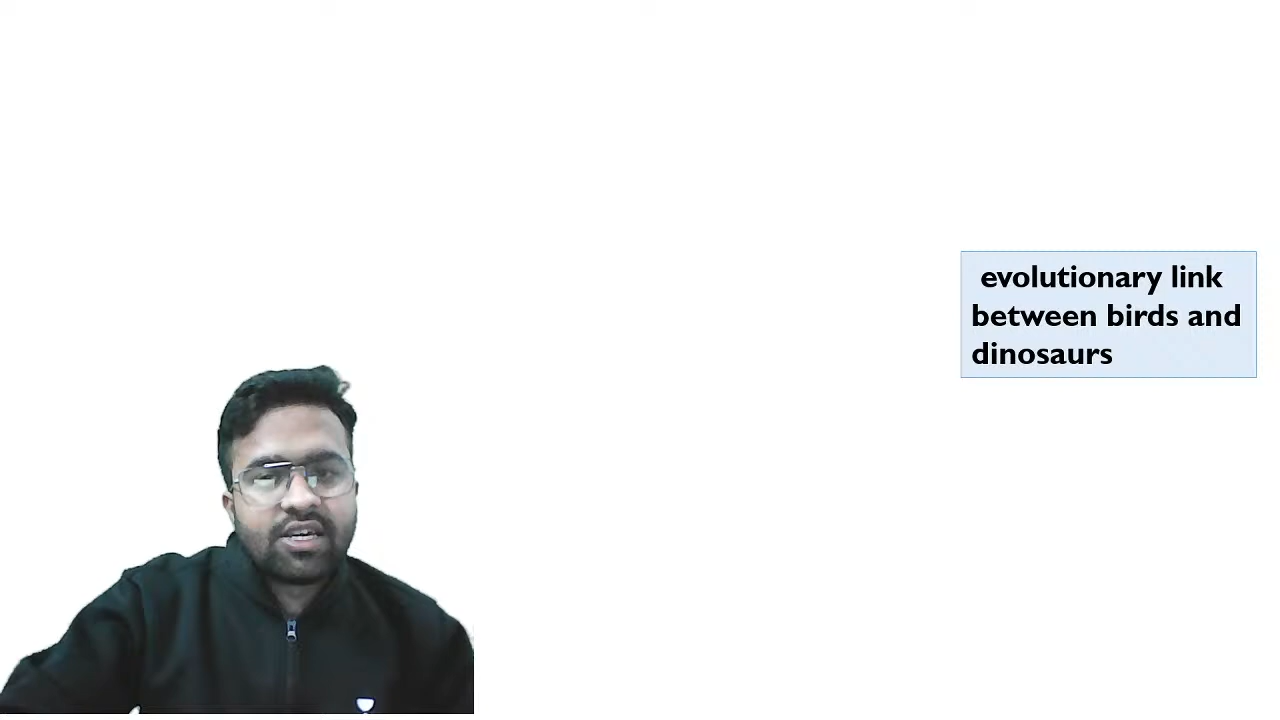 evolutionary link
between birds and
dinosaurs